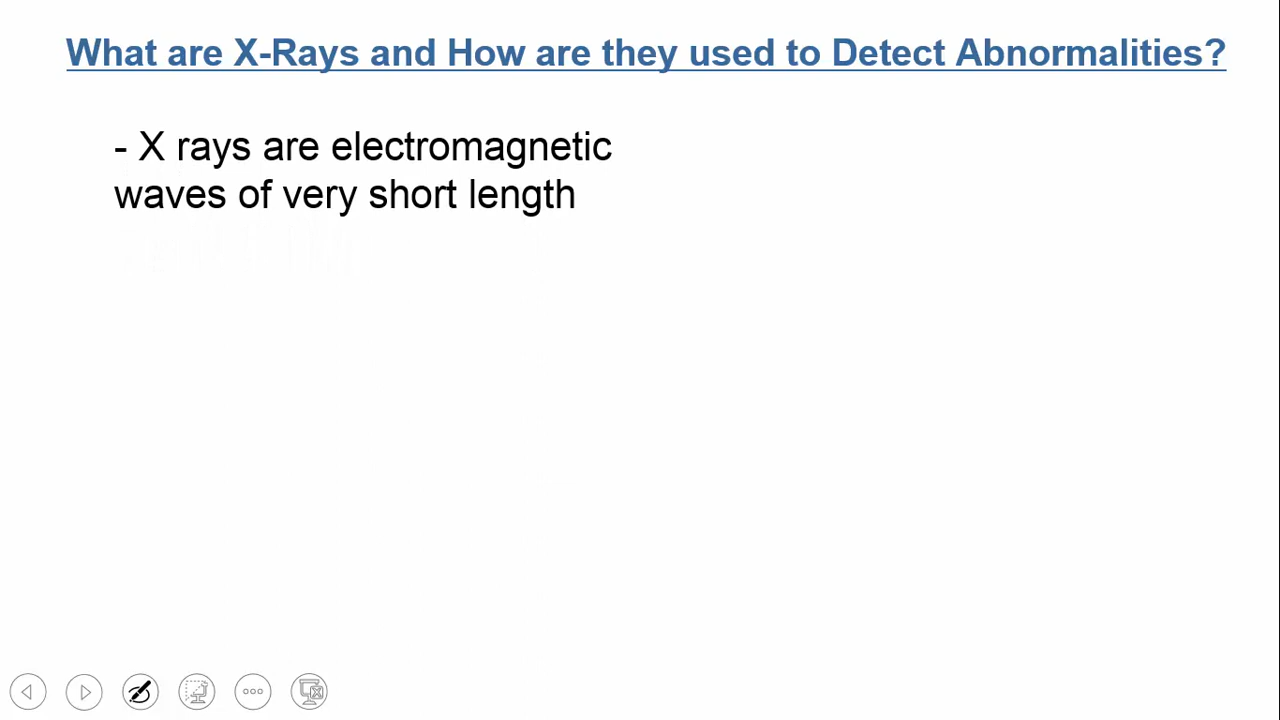 What are X-Rays and How are they used to Detect Abnormalities?
- X rays are electromagnetic
waves of very short length